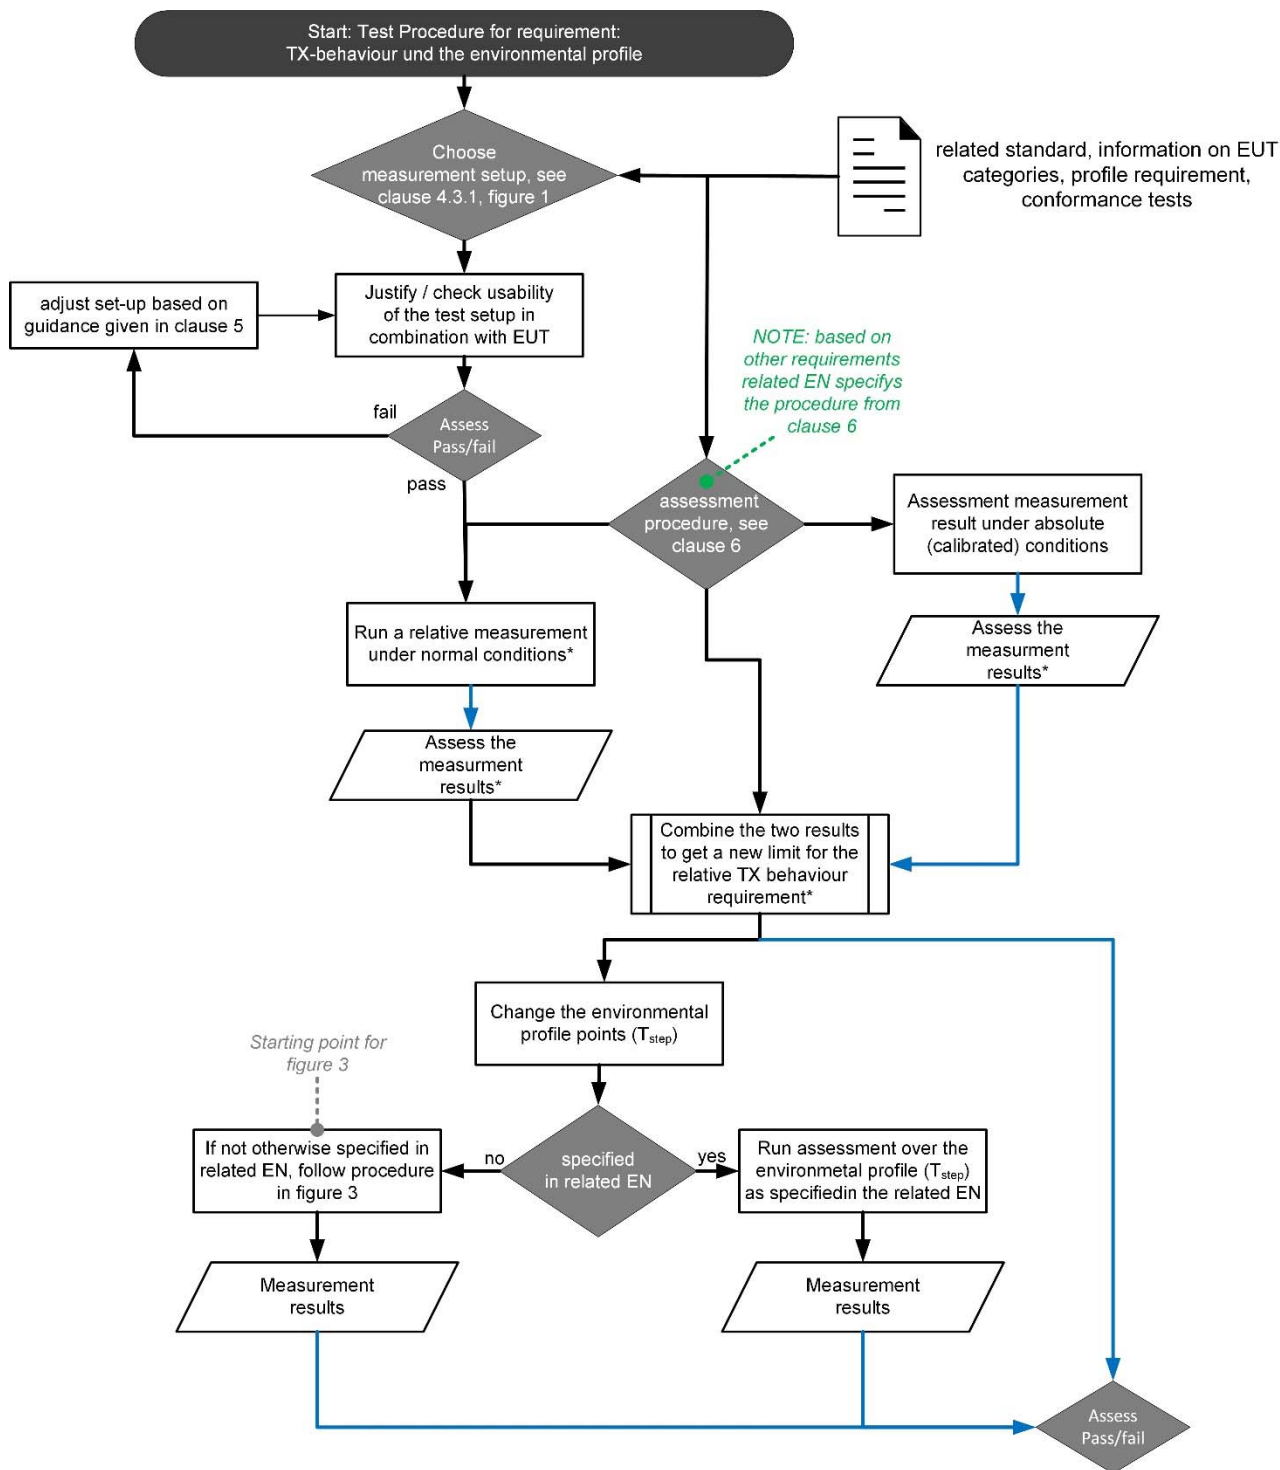 Start: Test Procedure for requirement:
TX-behaviour und the environmental profile
Choose
measurement setup, see
clause 4.3.1, figure 1
related standard, information on EUT
categories, profile requirement,
conformance tests
adjust set-up based on
guidance given in clause 5
Justify / check usability
of the test setup in
combination with EUT
NOTE: based on
other requirements
related EN specifys
the procedure from
clause 6
fail
Assess
Pass/fail
pass
assessment
procedure, see
clause 6
Assessment measurement
result under absolute
(calibrated) conditions
Run a relative measurement
under normal conditions*
Assess the
measurment
results*
Assess the
measurment
results*
Combine the two results
to get a new limit for the
relative TX behaviour
requirement*
Change the environmental
profile points (Tstep)
Starting point for
figure 3
If not otherwise specified in
related EN, follow procedure
in figure 3
no
specified
in related EN
yes
Run assessment over the
environmetal profile (Tstep)
as specifiedin the related EN
Measurement
results
Measurement
results
Assess
Pass/fail